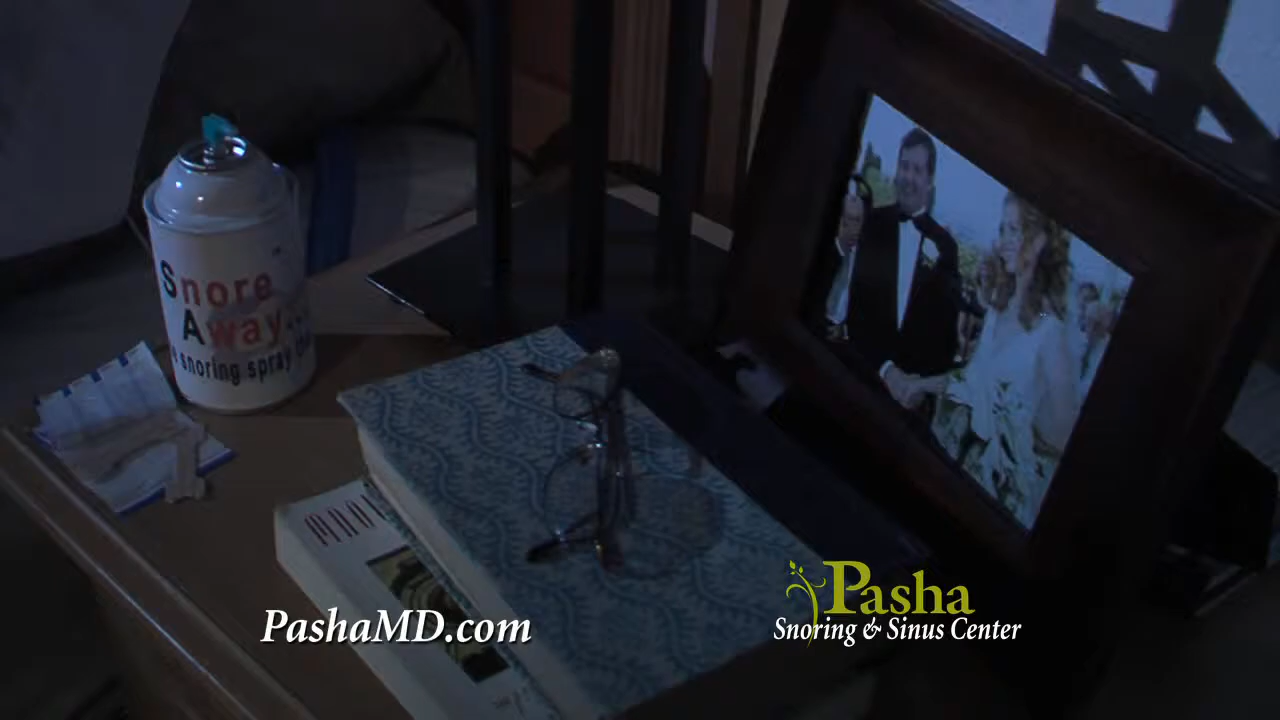 Snore
Away
snoring spray
PashaMD.com
Pasha
Snoring & Sinus Center